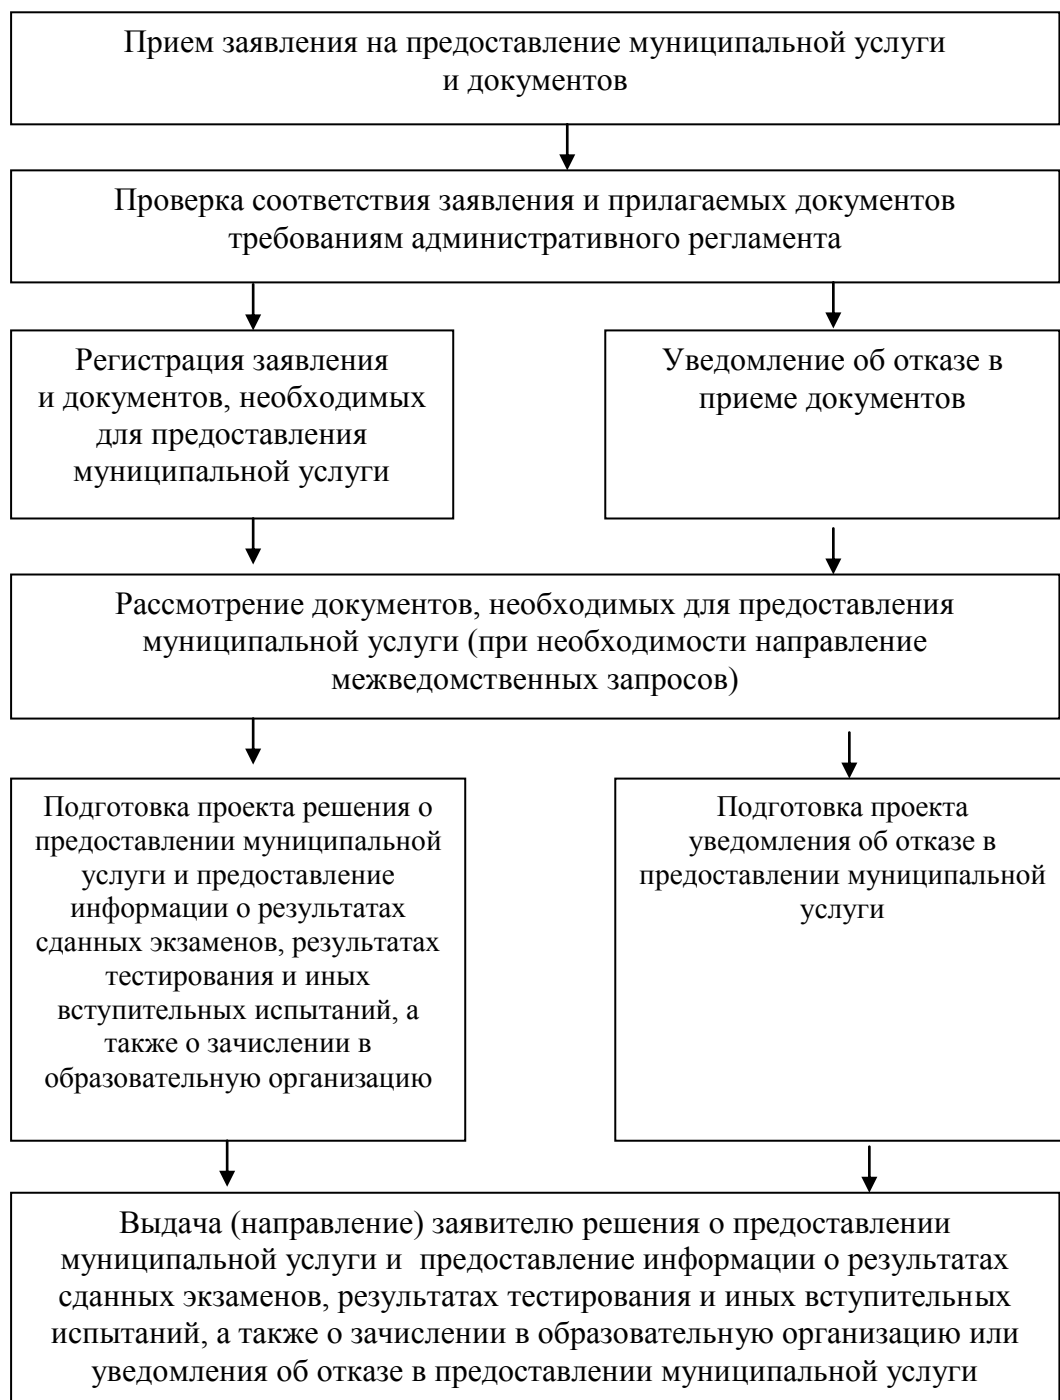 Прием заявления на предоставление муниципальной услуги
и документов
Проверка соответствия заявления и прилагаемых документов
требованиям административного регламента
Регистрация заявления
и документов, необходимых
для предоставления
муниципальной услуги
Уведомление об отказе в
приеме документов
Рассмотрение документов, необходимых для предоставления
муниципальной услуги (при необходимости направление
межведомственных запросов)
Подготовка проекта решения о
предоставлении муниципальной
услуги и предоставление
информации о результатах
сданных экзаменов, результатах
тестирования и иных
вступительных испытаний, а
также о зачислении в
образовательную организацию
Подготовка проекта
уведомления об отказе в
предоставлении муниципальной
услуги
Выдача (направление) заявителю решения о предоставлении
муниципальной услуги и  предоставление информации о результатах
сданных экзаменов, результатах тестирования и иных вступительных
испытаний, а также о зачислении в образовательную организацию или
уведомления об отказе в предоставлении муниципальной услуги